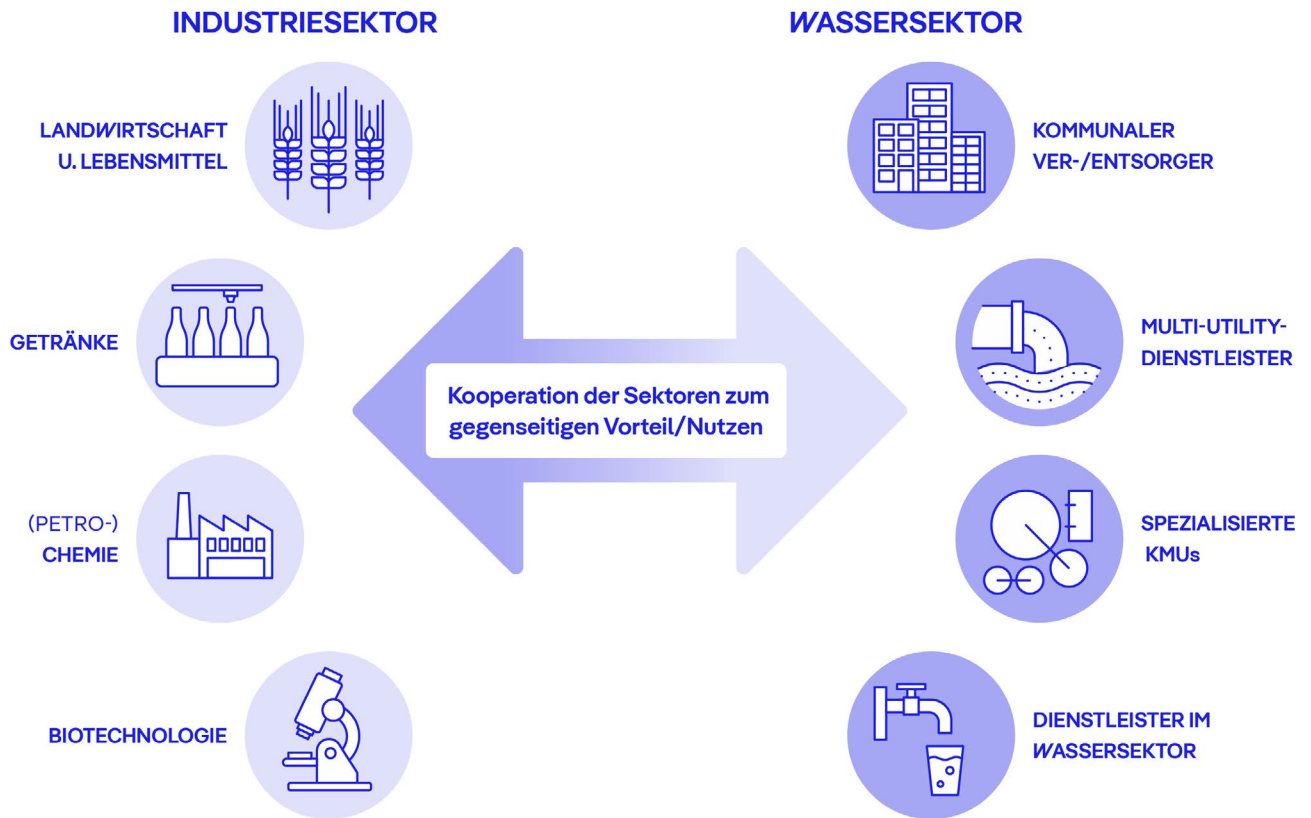 INDUSTRIESEKTOR
LANDWIRTSCHAFT
U. LEBENSMITTEL
GETRÄNKE
(PETRO-)
CHEMIE
BIOTECHNOLOGIE
Kooperation der Sektoren zum
gegenseitigen Vorteil/Nutzen
WASSERSEKTOR
KOMMUNALER
VER-/ENTSORGER
MULTI-UTILITY-
DIENSTLEISTER
SPEZIALISIERTE
KMUs
DIENSTLEISTER IM
WASSERSEKTOR